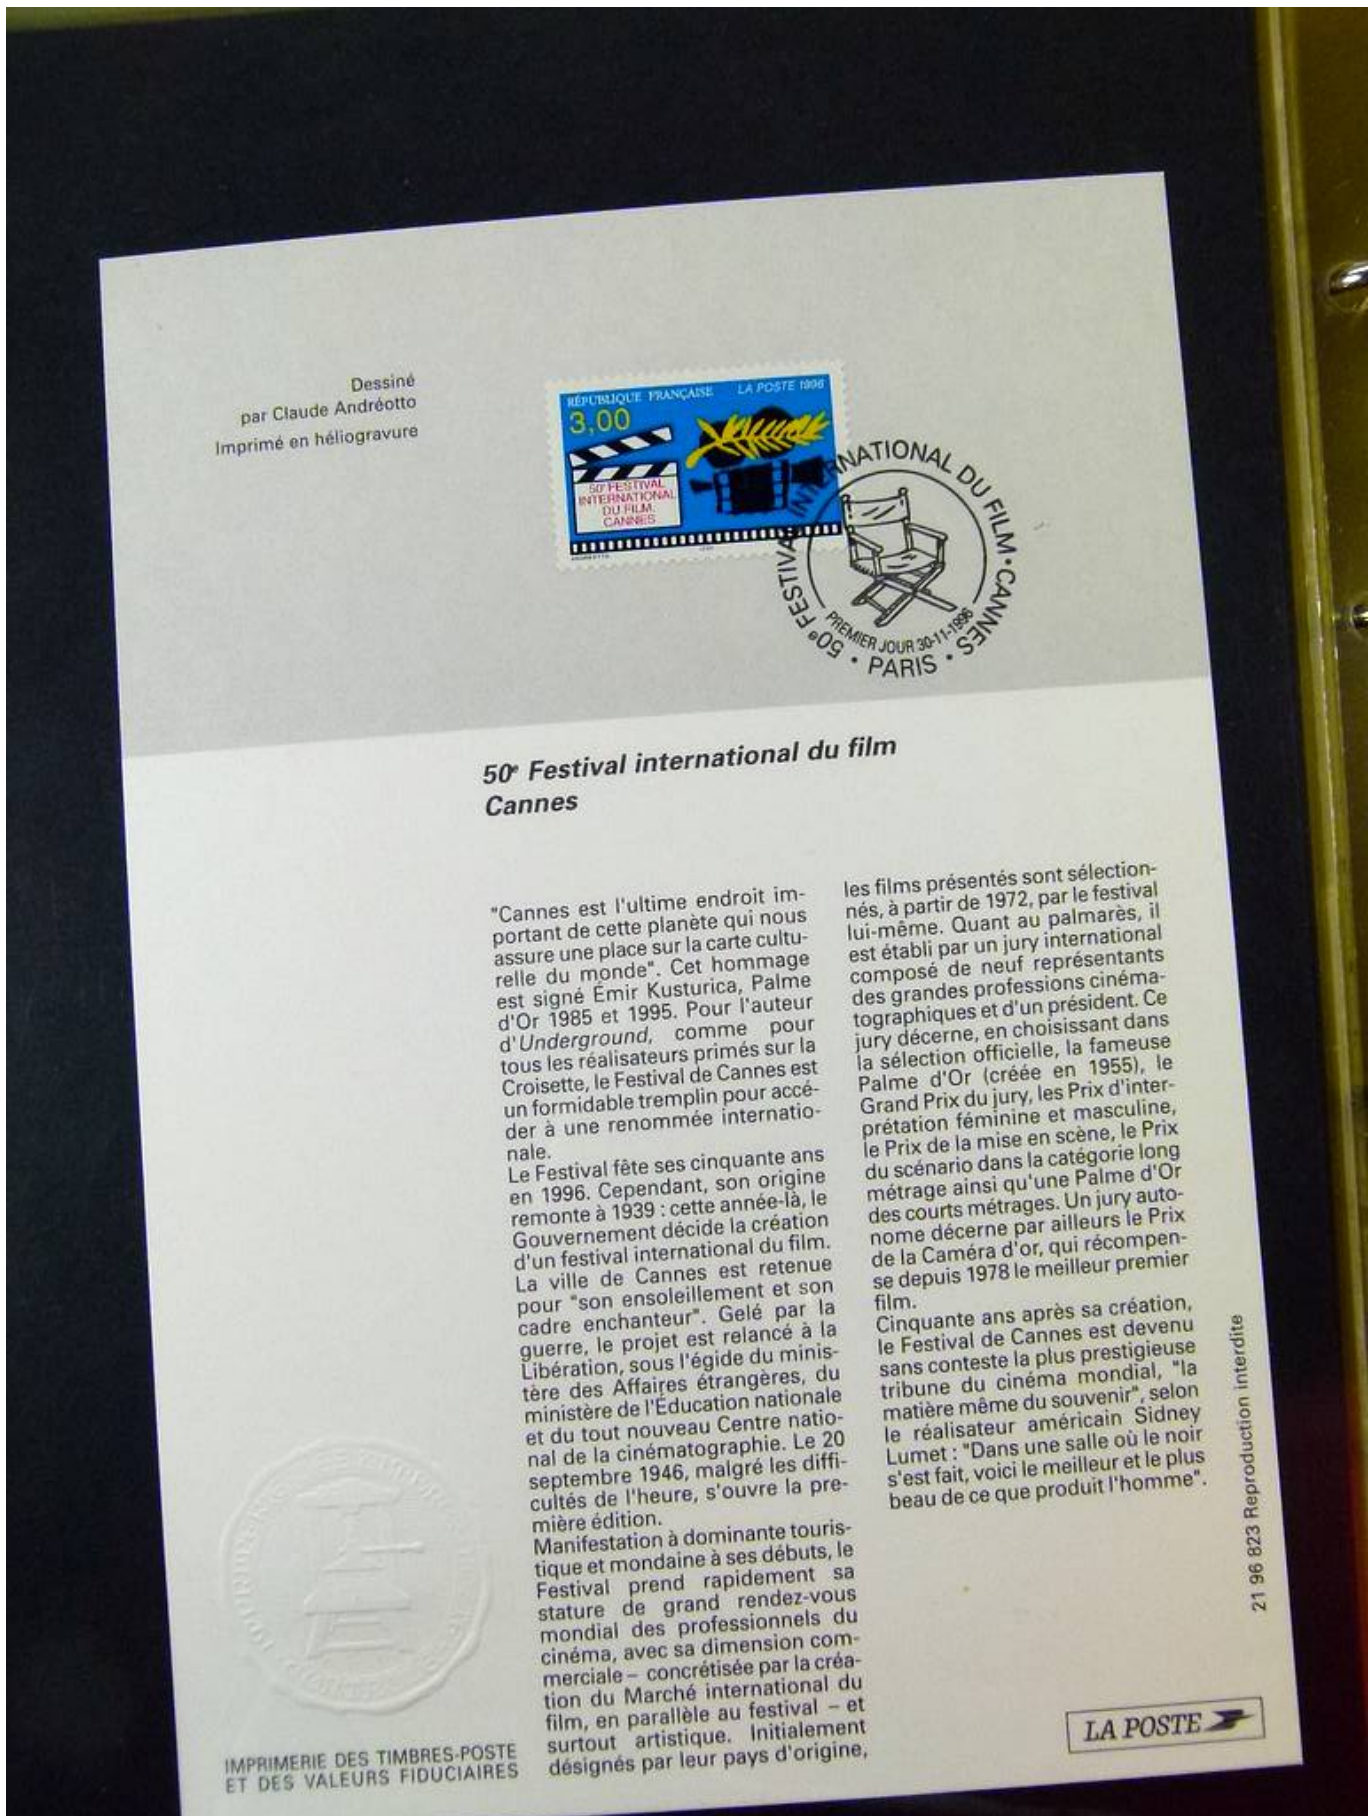 Dessiné
par Claude Andréotto
Imprimé en héliogravure
RÉPUBLIQUE FRANÇAISE
LA POSTE 1996
3,00
50e FESTIVAL
INTERNATIONAL
DU FILM.
CANNES
50e FESTIVAL INTERNATIONAL DU FILM • CANNES
PREMIER JOUR 30-11-1996
• PARIS •
50e Festival international du film
Cannes
"Cannes est l'ultime endroit im-
portant de cette planète qui nous
assure une place sur la carte cultu-
relle du monde". Cet hommage
est signé Émir Kusturica, Palme
d'Or 1985 et 1995. Pour l'auteur
d'Underground, comme pour
tous les réalisateurs primés sur la
Croisette, le Festival de Cannes est
un formidable tremplin pour accé-
der à une renommée internatio-
nale.
Le Festival fête ses cinquante ans
en 1996. Cependant, son origine
remonte à 1939 : cette année-là, le
Gouvernement décide la création
d'un festival international du film.
La ville de Cannes est retenue
pour "son ensoleillement et son
cadre enchanteur". Gelé par la
guerre, le projet est relancé à la
Libération, sous l'égide du minis-
tère des Affaires étrangères, du
ministère de l'Éducation nationale
et du tout nouveau Centre natio-
nal de la cinématographie. Le 20
septembre 1946, malgré les diffi-
cultés de l'heure, s'ouvre la pre-
mière édition.
Manifestation à dominante touris-
tique et mondaine à ses débuts, le
Festival prend rapidement sa
stature de grand rendez-vous
mondial des professionnels du
cinéma, avec sa dimension com-
merciale – concrétisée par la créa-
tion du Marché international du
film, en parallèle au festival – et
surtout artistique. Initialement
désignés par leur pays d'origine,
les films présentés sont sélection-
nés, à partir de 1972, par le festival
lui-même. Quant au palmarès, il
est établi par un jury international
composé de neuf représentants
des grandes professions cinéma-
tographiques et d'un président. Ce
jury décerne, en choisissant dans
la sélection officielle, la fameuse
Palme d'Or (créée en 1955), le
Grand Prix du jury, les Prix d'inter-
prétation féminine et masculine,
le Prix de la mise en scène, le Prix
du scénario dans la catégorie long
métrage ainsi qu'une Palme d'Or
des courts métrages. Un jury auto-
nome décerne par ailleurs le Prix
de la Caméra d'or, qui récompen-
se depuis 1978 le meilleur premier
film.
Cinquante ans après sa création,
le Festival de Cannes est devenu
sans conteste la plus prestigieuse
tribune du cinéma mondial, "la
matière même du souvenir", selon
le réalisateur américain Sidney
Lumet : "Dans une salle où le noir
s'est fait, voici le meilleur et le plus
beau de ce que produit l'homme".
21 96 823 Reproduction interdite
IMPRIMERIE DES TIMBRES-POSTE
ET DES VALEURS FIDUCIAIRES
LA POSTE